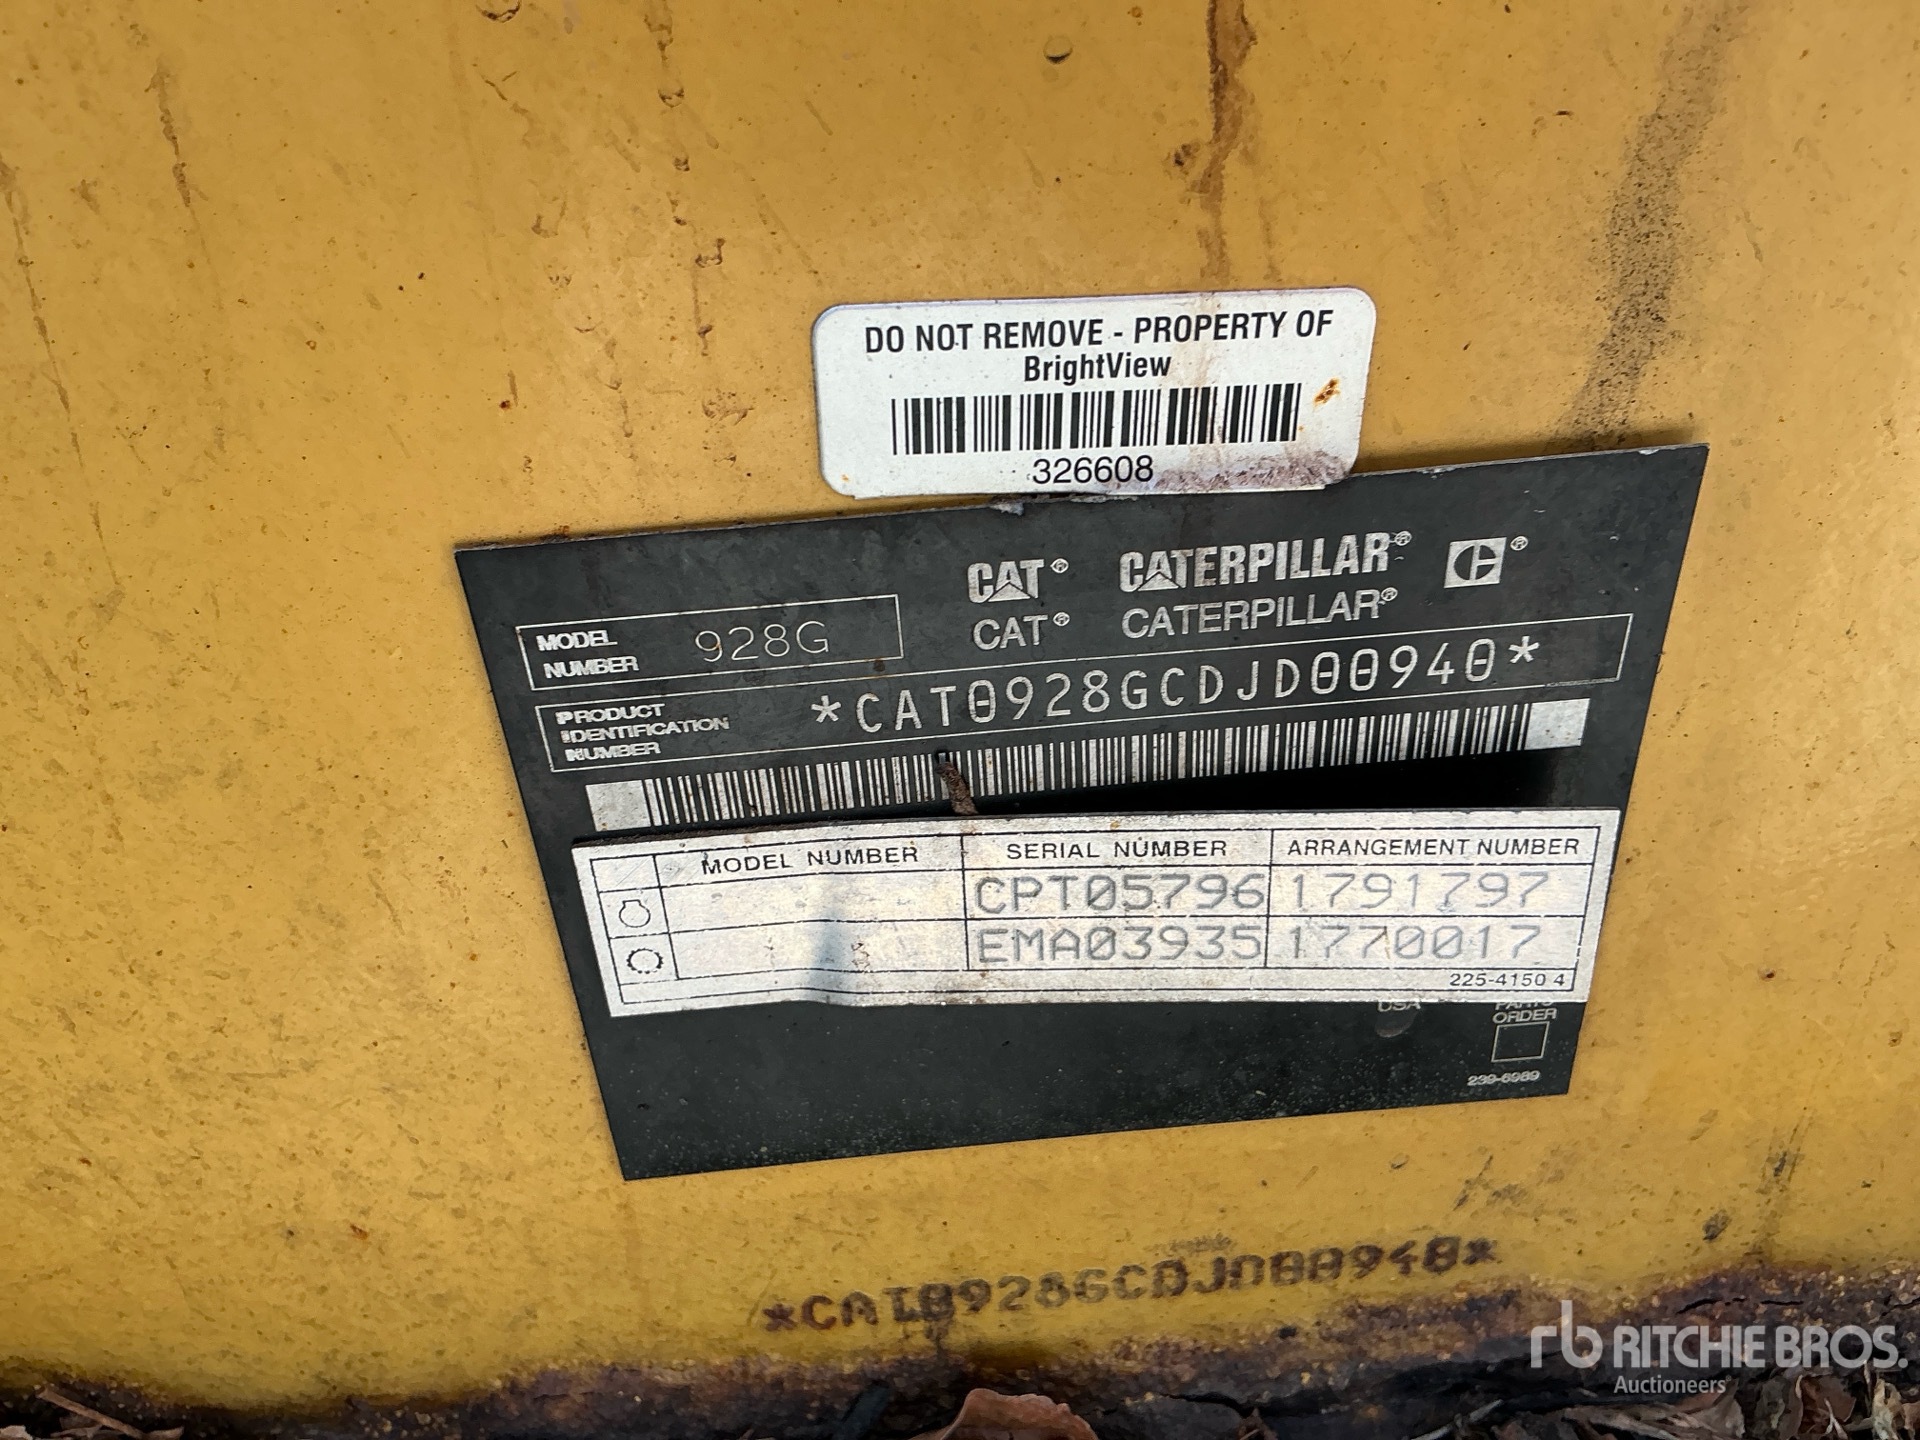 DO NOT REMOVE - PROPERTY OF
BrightView
326608
CAT® CATERPILLAR® ®
CAT® CATERPILLAR®
MODEL
NUMBER
928G
PRODUCT
IDENTIFICATION
NUMBER
*CAT0928GCDJD00940*
MODEL NUMBER SERIAL NUMBER ARRANGEMENT NUMBER
CPT05796 1791797
EMA03935 1770017
225-4150 4
USA
PARTS
ORDER
239-6989
*CAT0928GCDJD00940*
rb RITCHIE BROS.
Auctioneers